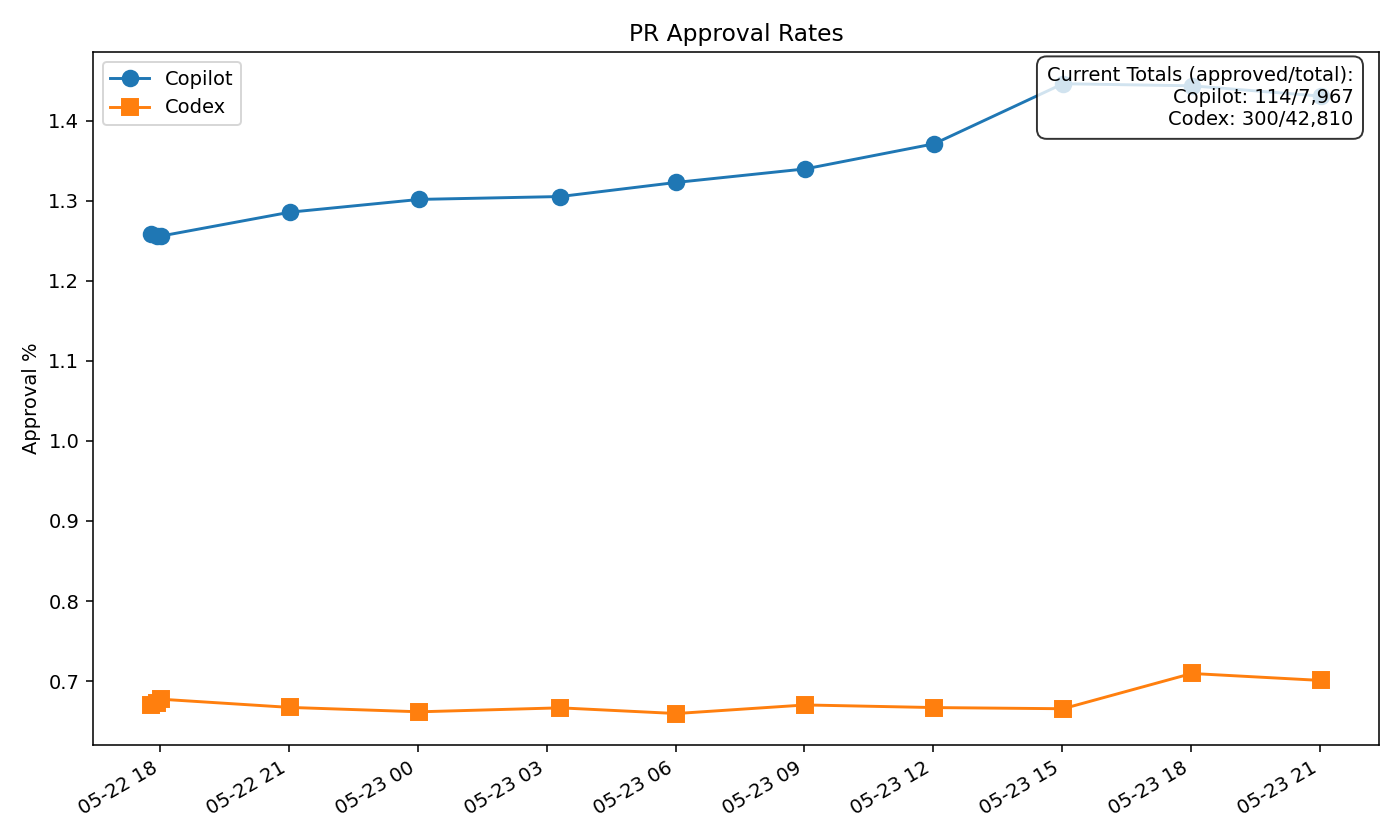 PR Approval Rates
Copilot
Codex
Current Totals (approved/total):
Copilot: 114/7,967
Codex: 300/42,810
Approval %
1.4
1.3
1.2
1.1
1.0
0.9
0.8
0.7
05-22 18
05-22 21
05-23 00
05-23 03
05-23 06
05-23 09
05-23 12
05-23 15
05-23 18
05-23 21